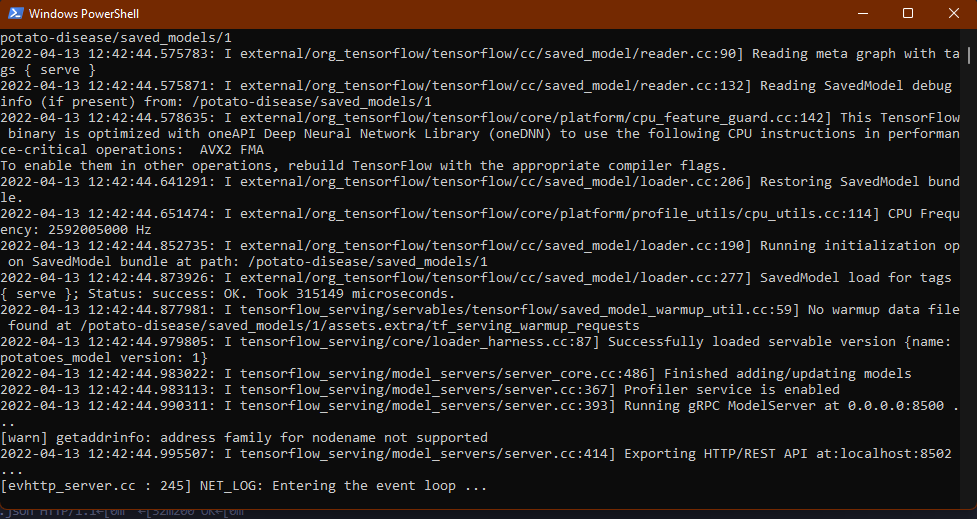 Windows PowerShell
potato-disease/saved_models/1
2022-04-13 12:42:44.575783: I external/org_tensorflow/tensorflow/cc/saved_model/reader.cc:90] Reading meta graph with ta
gs { serve }
2022-04-13 12:42:44.575871: I external/org_tensorflow/tensorflow/cc/saved_model/reader.cc:132] Reading SavedModel debug
info (if present) from: /potato-disease/saved_models/1
2022-04-13 12:42:44.578635: I external/org_tensorflow/tensorflow/core/platform/cpu_feature_guard.cc:142] This TensorFlow
binary is optimized with oneAPI Deep Neural Network Library (oneDNN) to use the following CPU instructions in performan
ce-critical operations:  AVX2 FMA
To enable them in other operations, rebuild TensorFlow with the appropriate compiler flags.
2022-04-13 12:42:44.641291: I external/org_tensorflow/tensorflow/cc/saved_model/loader.cc:206] Restoring SavedModel bund
le.
2022-04-13 12:42:44.651474: I external/org_tensorflow/tensorflow/core/platform/profile_utils/cpu_utils.cc:114] CPU Frequ
ency: 2592005000 Hz
2022-04-13 12:42:44.852735: I external/org_tensorflow/tensorflow/cc/saved_model/loader.cc:190] Running initialization op
on SavedModel bundle at path: /potato-disease/saved_models/1
2022-04-13 12:42:44.873926: I external/org_tensorflow/tensorflow/cc/saved_model/loader.cc:277] SavedModel load for tags
{ serve }; Status: success: OK. Took 315149 microseconds.
2022-04-13 12:42:44.877981: I tensorflow_serving/servables/tensorflow/saved_model_warmup_util.cc:59] No warmup data file
found at /potato-disease/saved_models/1/assets.extra/tf_serving_warmup_requests
2022-04-13 12:42:44.979805: I tensorflow_serving/core/loader_harness.cc:87] Successfully loaded servable version {name:
potatoes_model version: 1}
2022-04-13 12:42:44.983022: I tensorflow_serving/model_servers/server_core.cc:486] Finished adding/updating models
2022-04-13 12:42:44.983113: I tensorflow_serving/model_servers/server.cc:367] Profiler service is enabled
2022-04-13 12:42:44.990311: I tensorflow_serving/model_servers/server.cc:393] Running gRPC ModelServer at 0.0.0.0:8500 .
..
[warn] getaddrinfo: address family for nodename not supported
2022-04-13 12:42:44.995507: I tensorflow_serving/model_servers/server.cc:414] Exporting HTTP/REST API at:localhost:8502
...
[evhttp_server.cc : 245] NET_LOG: Entering the event loop ...